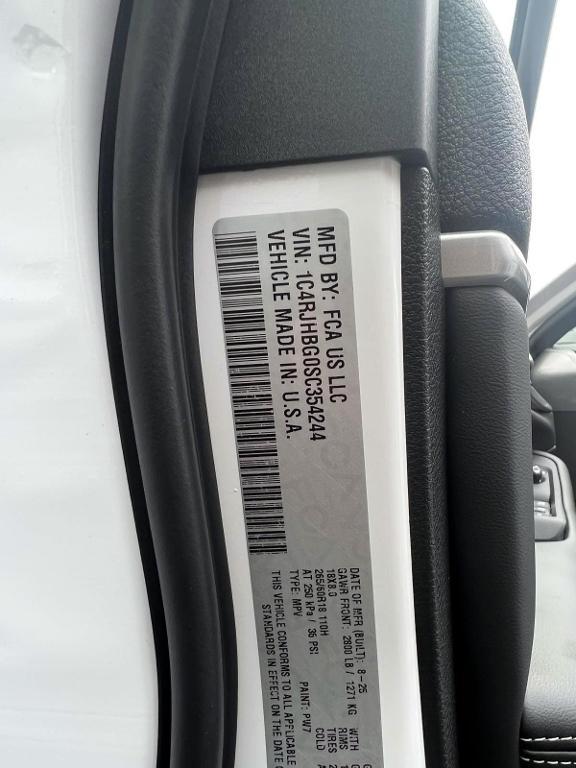 MFD BY: FCA US LLC
VIN: 1C4RJHBG0SC354244
VEHICLE MADE IN: U.S.A.
DATE OF MFR (BUILT): 8-25
GAWR FRONT: 2800 LB / 1271 KG WITH
18X8.0 RIMS
265/60R18 110H TIRES
AT 250 kPa / 36 PSI COLD
TYPE: MPV PAINT: PW7
THIS VEHICLE CONFORMS TO ALL APPLICABLE
STANDARDS IN EFFECT ON THE DATE